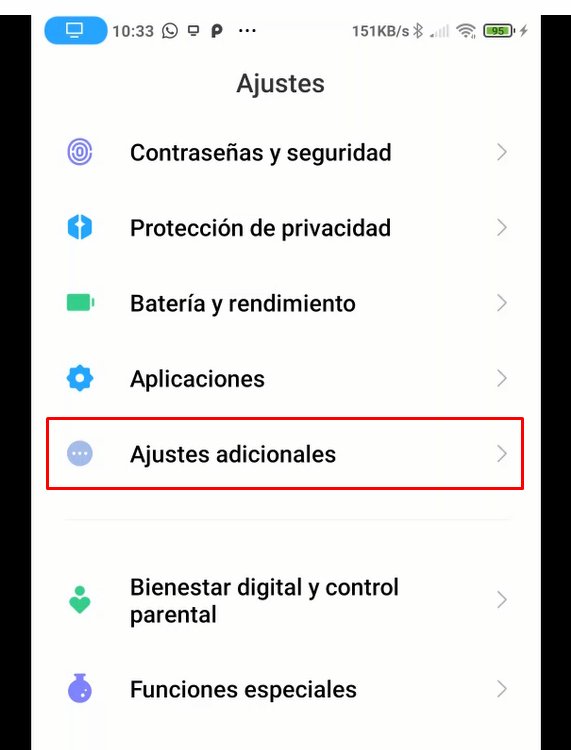 10:33 ... 151KB/s 95
Ajustes
Contraseñas y seguridad
Protección de privacidad
Batería y rendimiento
Aplicaciones
Ajustes adicionales
Bienestar digital y control
parental
Funciones especiales